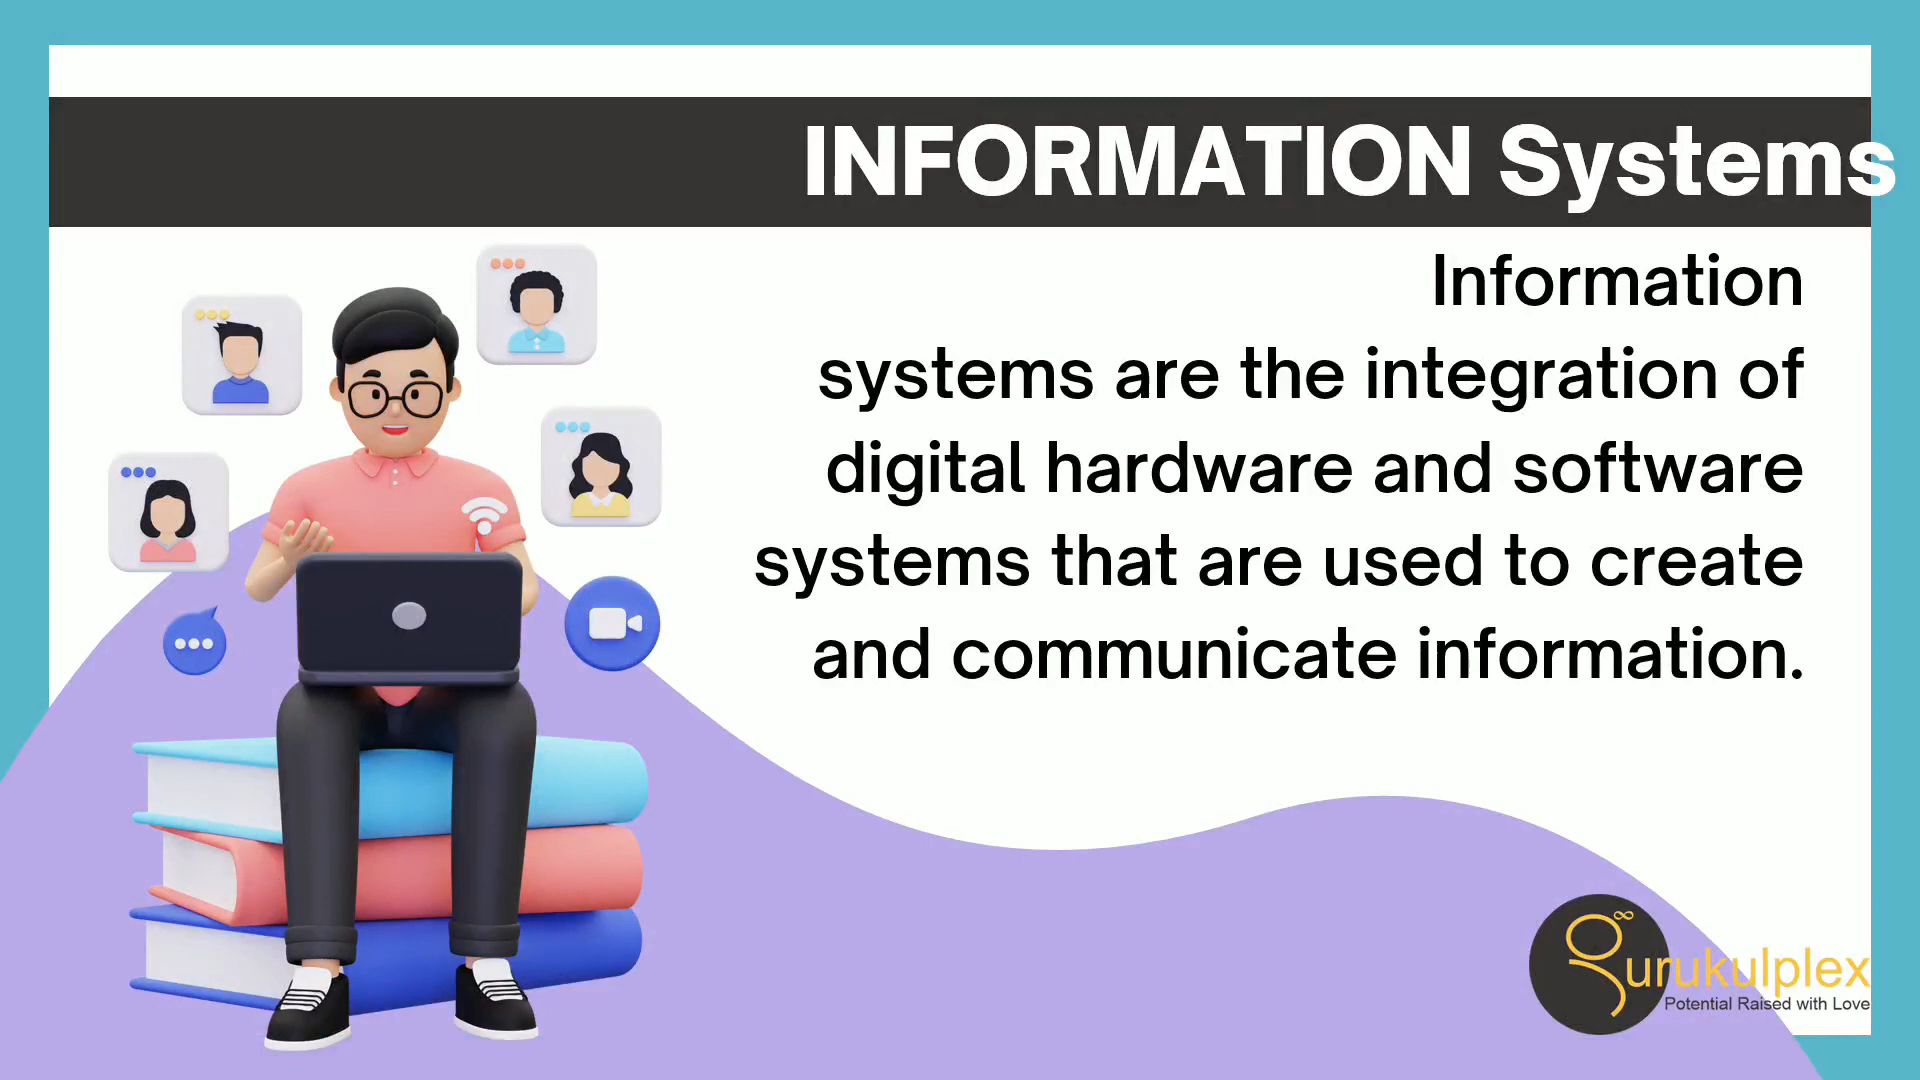 INFORMATION Systems
Information
systems are the integration of
digital hardware and software
systems that are used to create
and communicate information.
gurukulplex
Potential Raised with Love